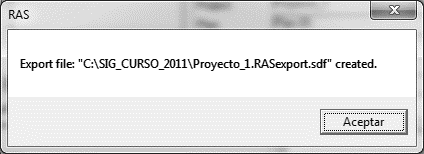 RAS
Export file: "C:\SIG_CURSO_2011\Proyecto_1.RASexport.sdf" created.
Aceptar